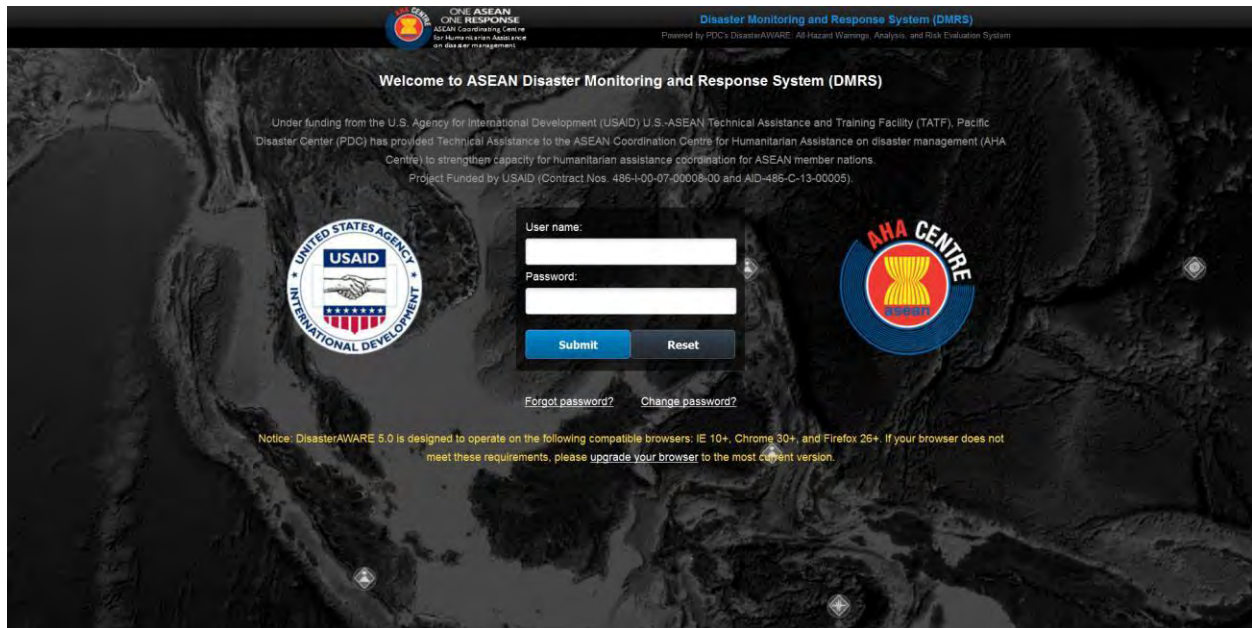 ONE ASEAN
ONE RESPONSE
ASEAN Coordinating Centre
for Humanitarian Assistance
on disaster management
AHA CENTRE
Disaster Monitoring and Response System (DMRS)
Powered by PDC's DisasterAWARE: All-Hazard Warnings, Analysis, and Risk Evaluation System
Welcome to ASEAN Disaster Monitoring and Response System (DMRS)
Under funding from the U.S. Agency for International Development (USAID) U.S.-ASEAN Technical Assistance and Training Facility (TATF), Pacific
Disaster Center (PDC) has provided Technical Assistance to the ASEAN Coordination Centre for Humanitarian Assistance on disaster management (AHA
Centre) to strengthen capacity for humanitarian assistance coordination for ASEAN member nations.
Project Funded by USAID (Contract Nos. 486-I-00-07-00008-00 and AID-486-C-13-00005).
UNITED STATES AGENCY
USAID
INTERNATIONAL DEVELOPMENT
User name:
Password:
Submit Reset
AHA CENTRE
asean
Forgot password? Change password?
Notice: DisasterAWARE 5.0 is designed to operate on the following compatible browsers: IE 10+, Chrome 30+, and Firefox 26+. If your browser does not
meet these requirements, please upgrade your browser to the most current version.